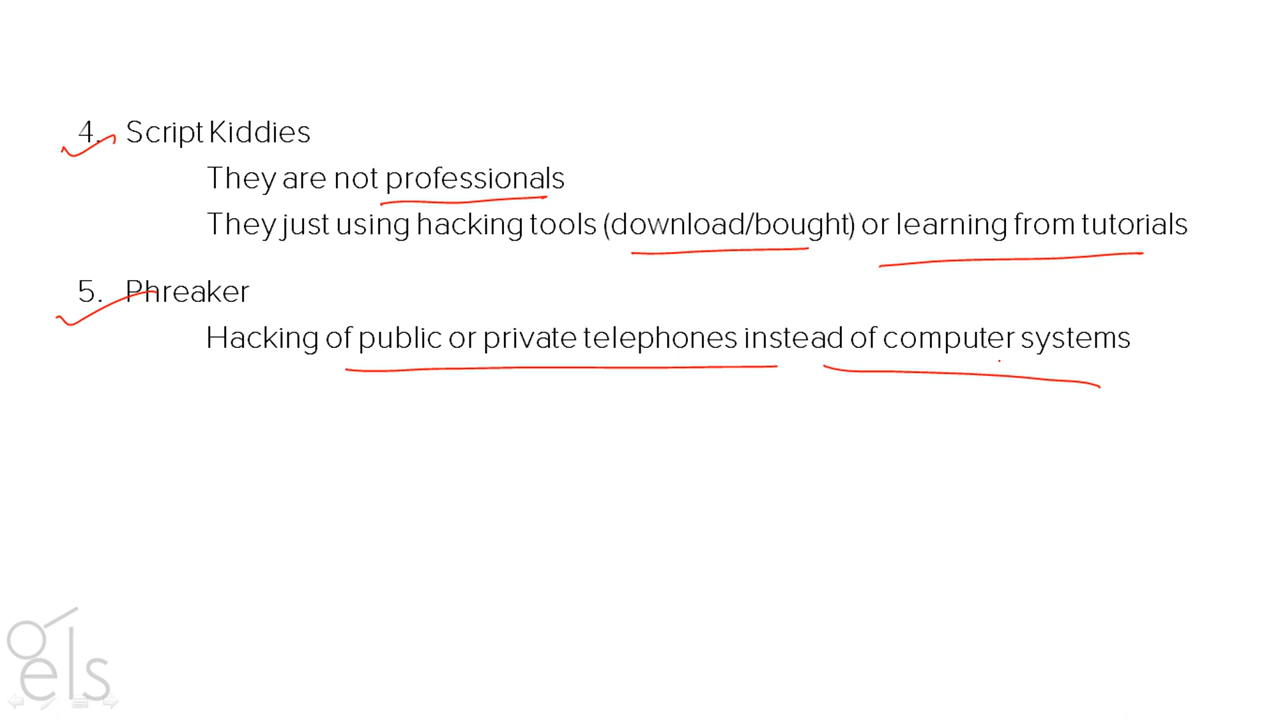 4. Script Kiddies
They are not professionals
They just using hacking tools (download/bought) or learning from tutorials
5. Phreaker
Hacking of public or private telephones instead of computer systems
els